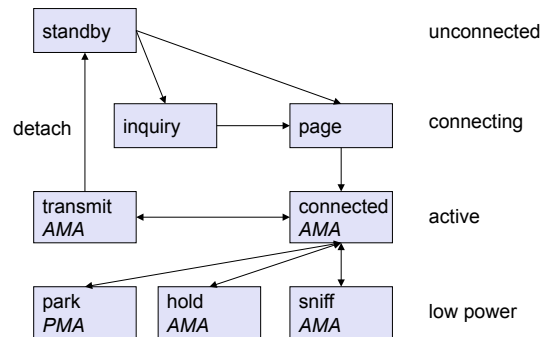 standby
unconnected
detach
inquiry
page
connecting
transmit
AMA
connected
AMA
active
park
PMA
hold
AMA
sniff
AMA
low power